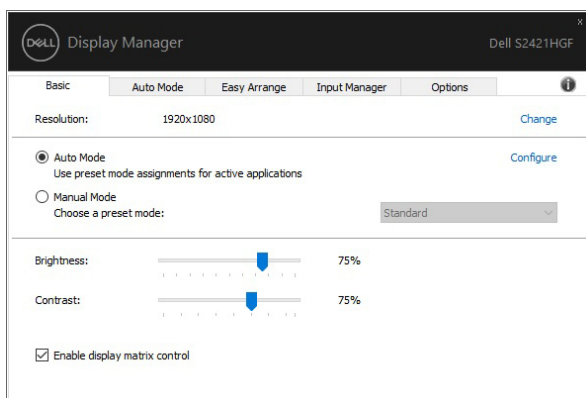 x
DELL Display Manager Dell S2421HGF
Basic Auto Mode Easy Arrange Input Manager Options i
Resolution: 1920x1080 Change
Auto Mode Configure
Use preset mode assignments for active applications
Manual Mode
Choose a preset mode: Standard
Brightness: 75%
Contrast: 75%
Enable display matrix control